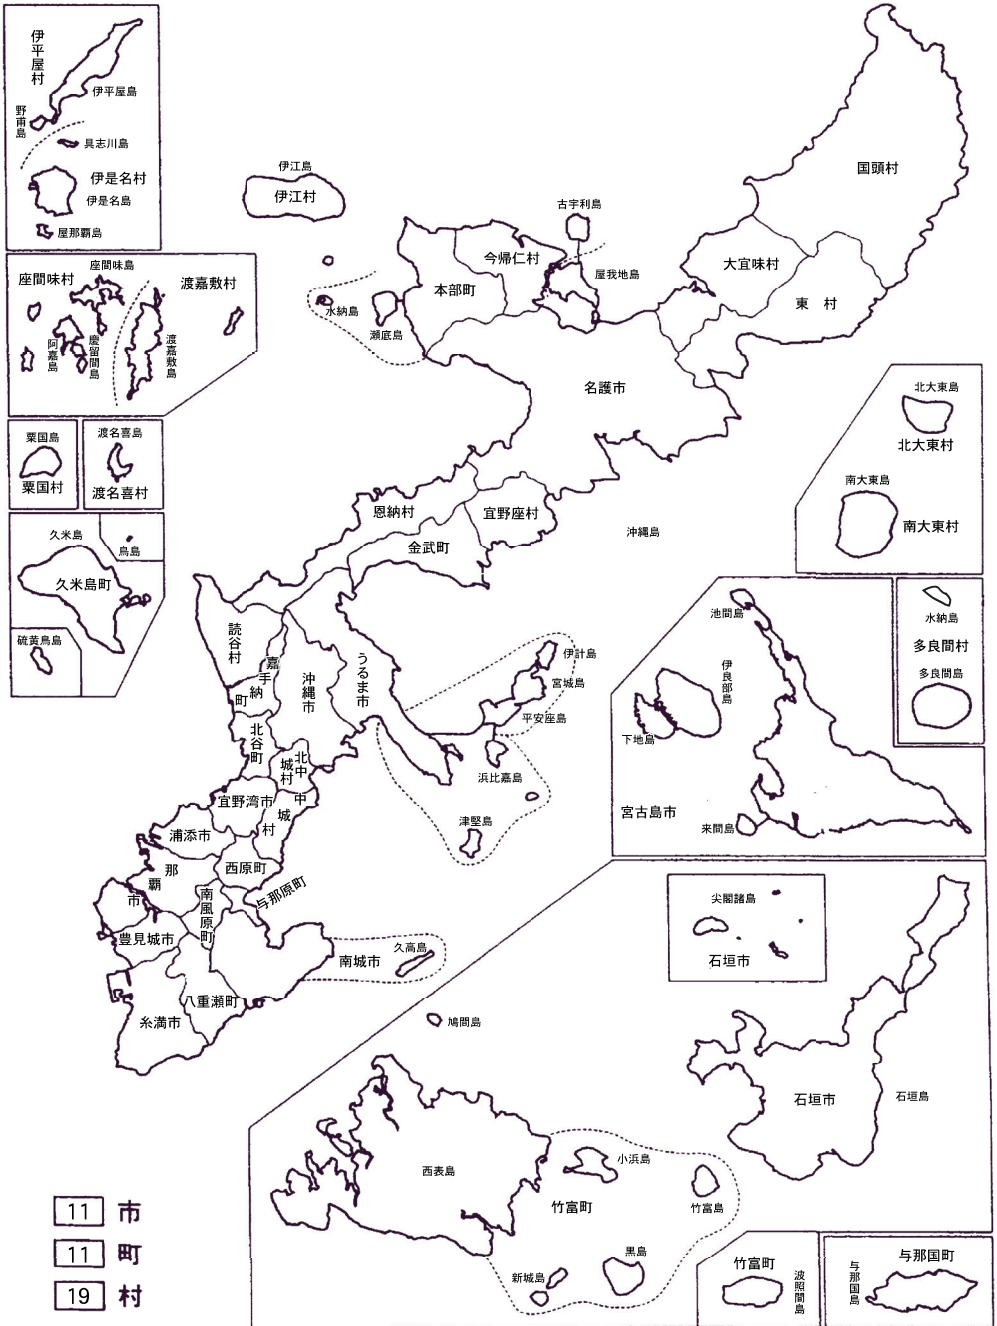 伊平屋村
伊平屋島
野甫島
具志川島
伊是名村
伊是名島
屋那覇島
座間味村
座間味島
渡嘉敷村
阿嘉島
慶留間島
渡嘉敷島
粟国島
粟国村
渡名喜島
渡名喜村
久米島
鳥島
久米島町
硫黄鳥島
伊江島
伊江村
古宇利島
今帰仁村
屋我地島
本部町
水納島
瀬底島
国頭村
大宜味村
東 村
名護市
恩納村
宜野座村
金武町
沖縄島
読谷村
嘉手納町
沖縄市
うるま市
伊計島
宮城島
平安座島
浜比嘉島
津堅島
北谷町
北中城村
宜野湾市
中城村
浦添市
西原町
那覇市
南風原町
与那原町
豊見城市
南城市
久高島
八重瀬町
糸満市
北大東島
北大東村
南大東島
南大東村
池間島
伊良部島
下地島
宮古島市
来間島
水納島
多良間村
多良間島
尖閣諸島
石垣市
石垣市
石垣島
鳩間島
西表島
小浜島
竹富町
竹富島
黒島
新城島
竹富町
波照間島
与那国町
与那国島
11 市
11 町
19 村